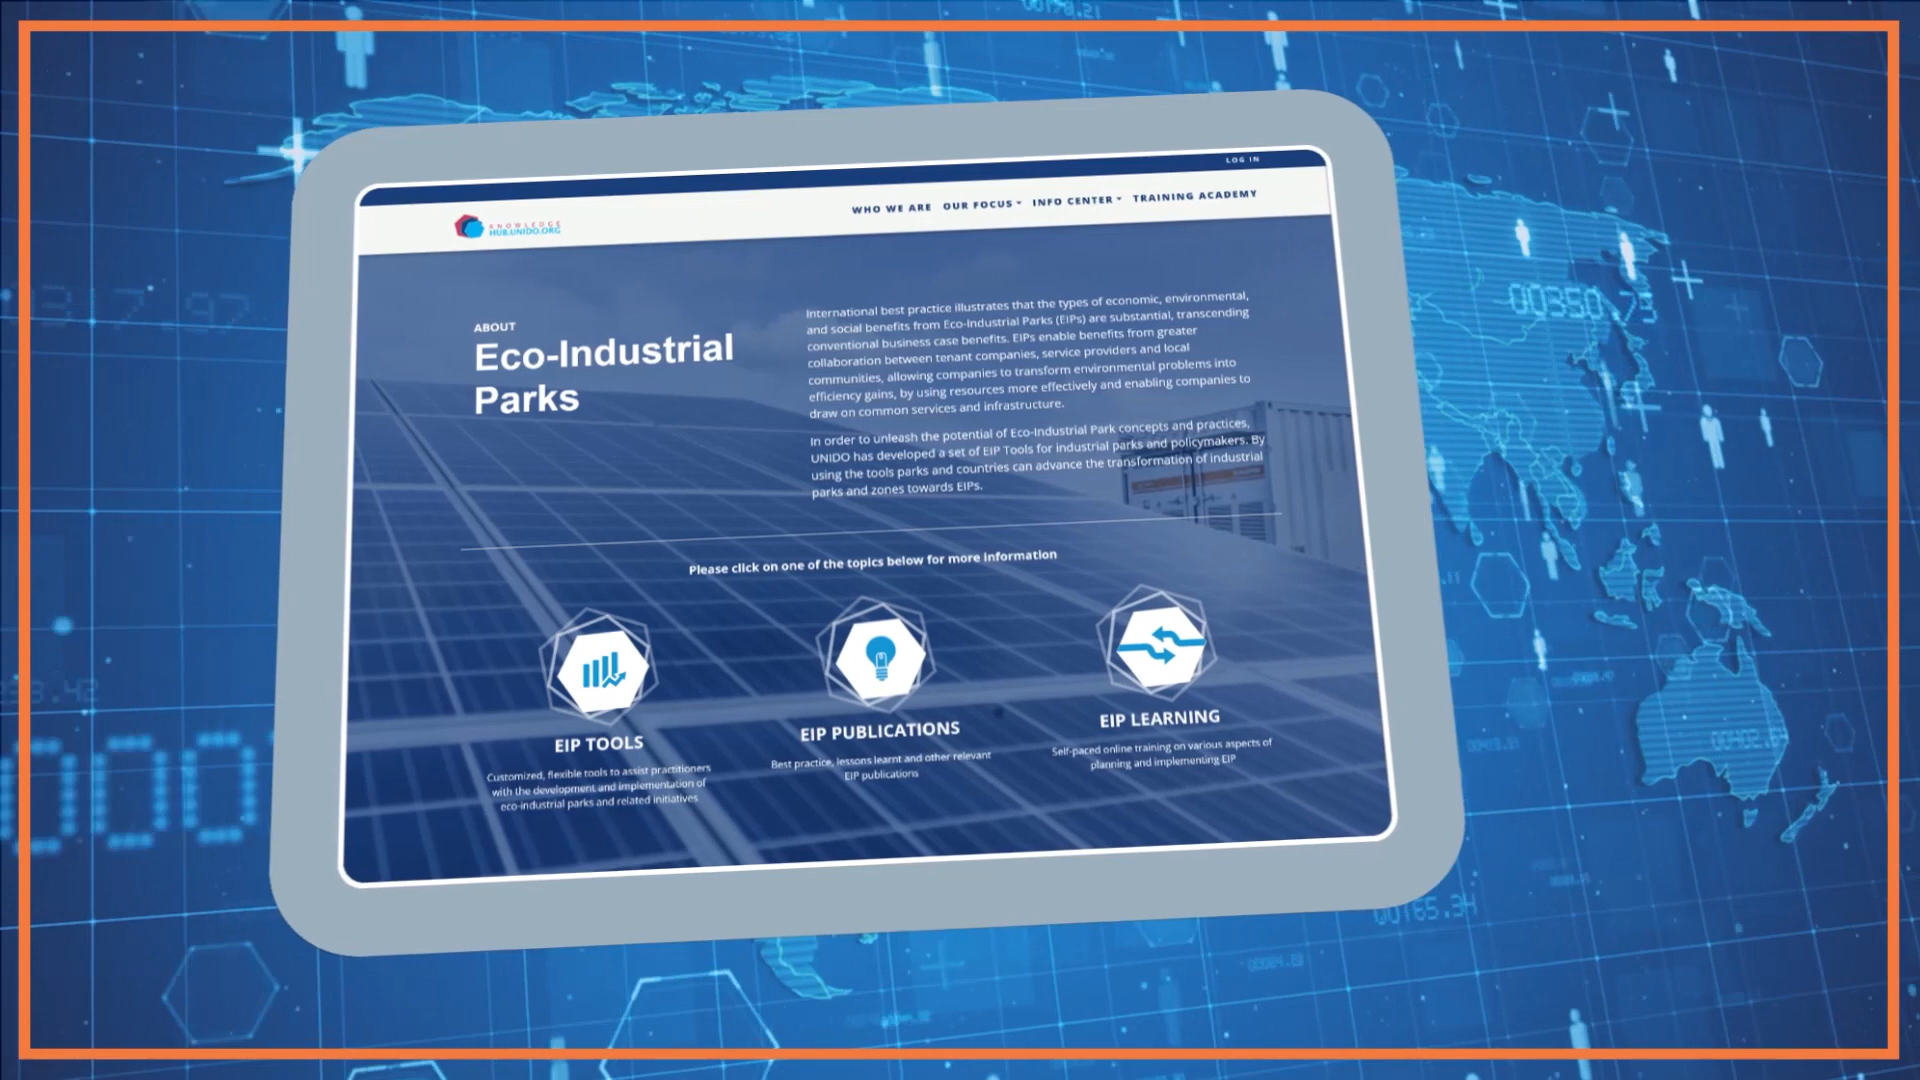 LOG IN
KNOWLEDGE
HUB.UNIDO.ORG
WHO WE ARE OUR FOCUS INFO CENTER TRAINING ACADEMY
ABOUT
Eco-Industrial
Parks
International best practice illustrates that the types of economic, environmental,
and social benefits from Eco-Industrial Parks (EIPs) are substantial, transcending
conventional business case benefits. EIPs enable benefits from greater
collaboration between tenant companies, service providers and local
communities, allowing companies to transform environmental problems into
efficiency gains, by using resources more effectively and enabling companies to
draw on common services and infrastructure.
In order to unleash the potential of Eco-Industrial Park concepts and practices,
UNIDO has developed a set of EIP Tools for industrial parks and policymakers. By
using the tools parks and countries can advance the transformation of industrial
parks and zones towards EIPs.
Please click on one of the topics below for more information
EIP TOOLS
Customized, flexible tools to assist practitioners
with the development and implementation of
eco-industrial parks and related initiatives
EIP PUBLICATIONS
Best practice, lessons learnt and other relevant
EIP publications
EIP LEARNING
Self-paced online training on various aspects of
planning and implementing EIP
00350.73
000
00165.34